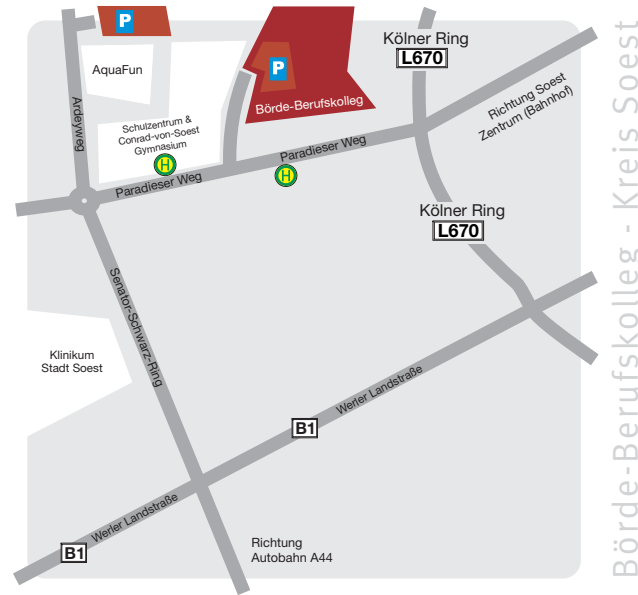 P
Kölner Ring
L670
AquaFun
P
Börde-Berufskolleg
Richtung Soest
Zentrum (Bahnhof)
Ardeyweg
Schulzentrum &
Conrad-von-Soest
Gymnasium
H
Paradieser Weg
H
Paradieser Weg
Kölner Ring
L670
Senator-Schwarz-Ring
Klinikum
Stadt Soest
Werler Landstraße
B1
Werler Landstraße
B1
Richtung
Autobahn A44
Börde-Berufskolleg - Kreis Soest